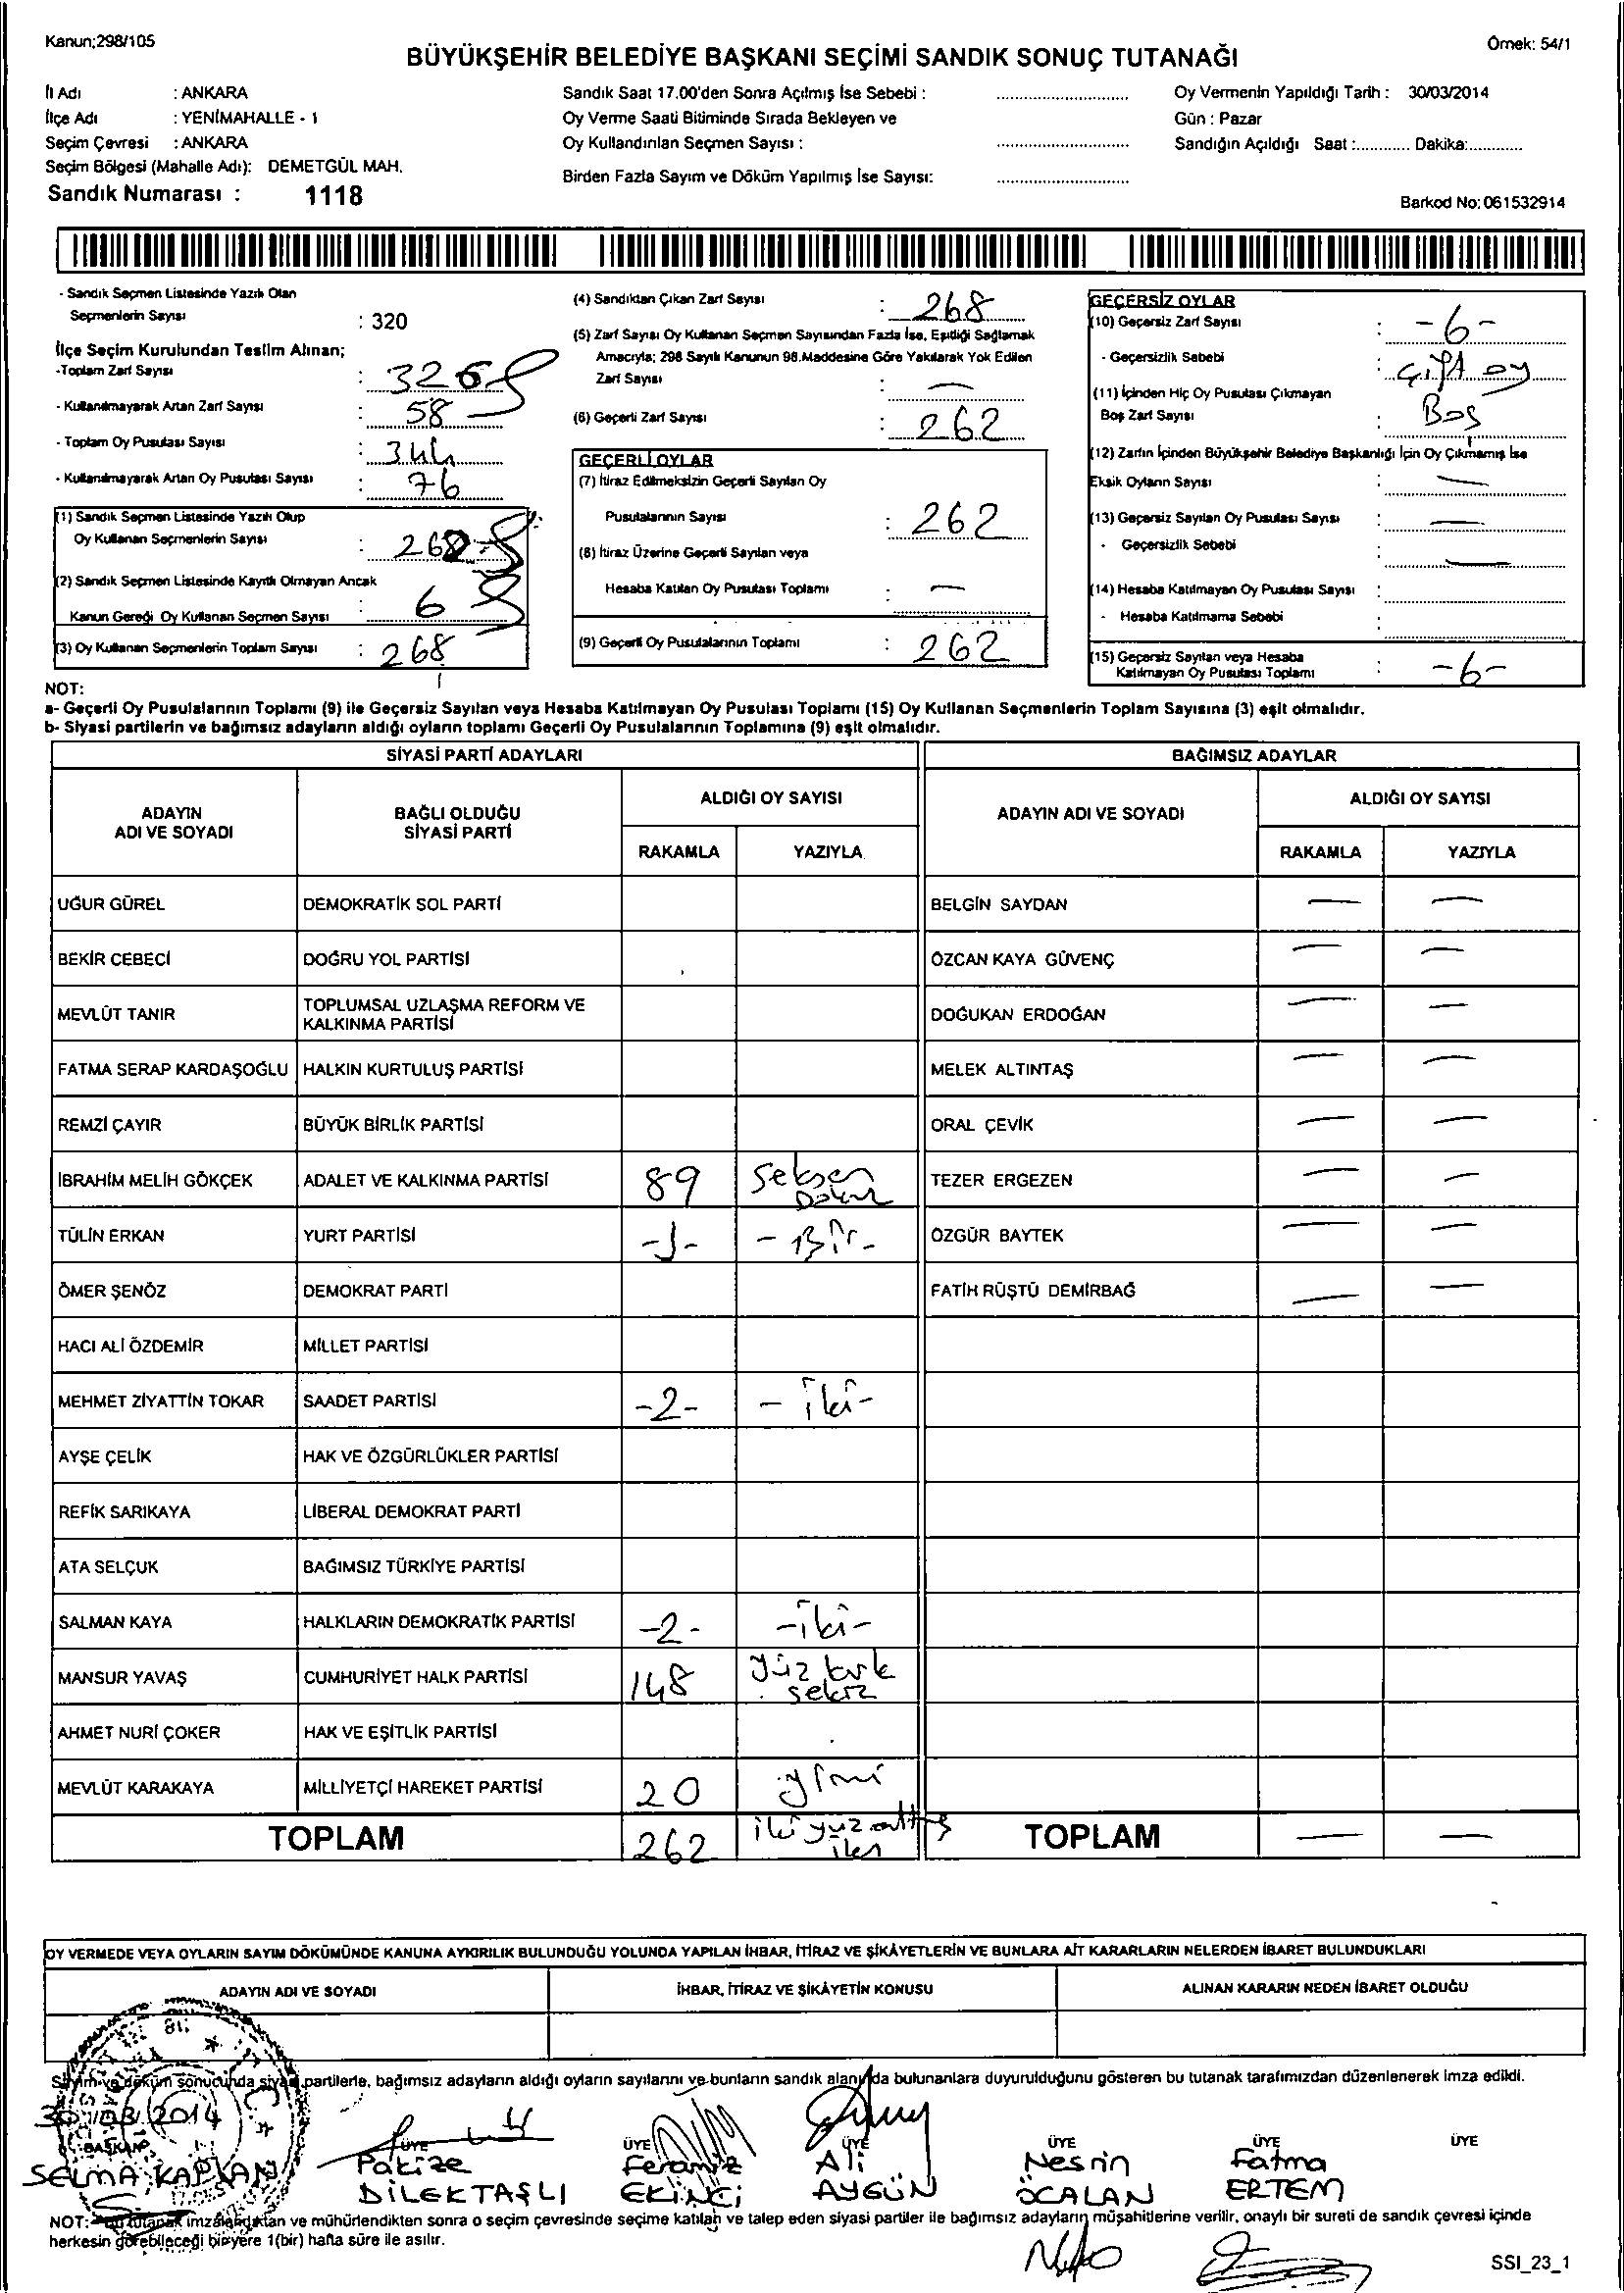 Kanun;298/105
Örnek: 54/1
BÜYÜKŞEHİR BELEDİYE BAŞKANI SEÇİMİ SANDIK SONUÇ TUTANAĞI
İl Adı : ANKARA
İlçe Adı : YENİMAHALLE - 1
Seçim Çevresi : ANKARA
Seçim Bölgesi (Mahalle Adı): DEMETGÜL MAH.
Sandık Numarası : 1118
Sandık Saat 17.00'den Sonra Açılmış İse Sebebi :
Oy Verme Saati Bitiminde Sırada Bekleyen ve
Oy Kullandırılan Seçmen Sayısı :
Birden Fazla Sayım ve Döküm Yapılmış İse Sayısı:
Oy Vermenin Yapıldığı Tarih : 30/03/2014
Gün : Pazar
Sandığın Açıldığı Saat :............ Dakika:............
Barkod No: 061532914
- Sandık Seçmen Listesinde Yazılı Olan
Seçmenlerin Sayısı : 320
İlçe Seçim Kurulundan Teslim Alınan;
-Toplam Zarf Sayısı : 326
- Kullanılmayarak Artan Zarf Sayısı : 58
- Toplam Oy Pusulası Sayısı : 344
- Kullanılmayarak Artan Oy Pusulası Sayısı : 76
(1) Sandık Seçmen Listesinde Yazılı Olup
Oy Kullanan Seçmenlerin Sayısı :
(2) Sandık Seçmen Listesinde Kayıtlı Olmayan Ancak
Kanun Gereği Oy Kullanan Seçmen Sayısı : 6
(3) Oy Kullanan Seçmenlerin Toplam Sayısı : 268
(4) Sandıktan Çıkan Zarf Sayısı : 268
(5) Zarf Sayısı Oy Kullanan Seçmen Sayısından Fazla İse, Eşitliği Sağlamak
Amacıyla; 298 Sayılı Kanunun 98.Maddesine Göre Yakılarak Yok Edilen
Zarf Sayısı : —
(6) Geçerli Zarf Sayısı : 262
GEÇERLİ OYLAR
(7) İtiraz Edilmeksizin Geçerli Sayılan Oy
Pusulalarının Sayısı : 262
(8) İtiraz Üzerine Geçerli Sayılan veya
Hesaba Katılan Oy Pusulası Toplamı : —
(9) Geçerli Oy Pusulalarının Toplamı : 262
GEÇERSİZ OYLAR
(10) Geçersiz Zarf Sayısı : -6-
- Geçersizlik Sebebi : ÇİFT OY
(11) İçinden Hiç Oy Pusulası Çıkmayan
Boş Zarf Sayısı : Boş
(12) Zarfın İçinden Büyükşehir Belediye Başkanlığı İçin Oy Çıkmamış İse
Eksik Oyların Sayısı : —
(13) Geçersiz Sayılan Oy Pusulası Sayısı : —
- Geçersizlik Sebebi : —
(14) Hesaba Katılmayan Oy Pusulası Sayısı :
- Hesaba Katılmama Sebebi :
(15) Geçersiz Sayılan veya Hesaba
Katılmayan Oy Pusulası Toplamı : -6-
NOT:
a- Geçerli Oy Pusulalarının Toplamı (9) ile Geçersiz Sayılan veya Hesaba Katılmayan Oy Pusulası Toplamı (15) Oy Kullanan Seçmenlerin Toplam Sayısına (3) eşit olmalıdır.
b- Siyasi partilerin ve bağımsız adayların aldığı oyların toplamı Geçerli Oy Pusulalarının Toplamına (9) eşit olmalıdır.
SİYASİ PARTİ ADAYLARI BAĞIMSIZ ADAYLAR
ADAYIN ADI VE SOYADI BAĞLI OLDUĞU SİYASİ PARTİ ALDIĞI OY SAYISI ADAYIN ADI VE SOYADI ALDIĞI OY SAYISI
RAKAMLA YAZIYLA RAKAMLA YAZIYLA
UĞUR GÜREL DEMOKRATİK SOL PARTİ BELGİN SAYDAN — —
BEKİR CEBECİ DOĞRU YOL PARTİSİ ÖZCAN KAYA GÜVENÇ — —
MEVLÜT TANIR TOPLUMSAL UZLAŞMA REFORM VE KALKINMA PARTİSİ DOĞUKAN ERDOĞAN — —
FATMA SERAP KARDAŞOĞLU HALKIN KURTULUŞ PARTİSİ MELEK ALTINTAŞ — —
REMZİ ÇAYIR BÜYÜK BİRLİK PARTİSİ ORAL ÇEVİK — —
İBRAHİM MELİH GÖKÇEK ADALET VE KALKINMA PARTİSİ 89 Seksen Dokuz TEZER ERGEZEN — —
TÜLİN ERKAN YURT PARTİSİ -1- - Bir - ÖZGÜR BAYTEK — —
ÖMER ŞENÖZ DEMOKRAT PARTİ FATİH RÜŞTÜ DEMİRBAĞ — —
HACI ALİ ÖZDEMİR MİLLET PARTİSİ
MEHMET ZİYATTİN TOKAR SAADET PARTİSİ -2- - iki -
AYŞE ÇELİK HAK VE ÖZGÜRLÜKLER PARTİSİ
REFİK SARIKAYA LİBERAL DEMOKRAT PARTİ
ATA SELÇUK BAĞIMSIZ TÜRKİYE PARTİSİ
SALMAN KAYA HALKLARIN DEMOKRATİK PARTİSİ -2- -iki-
MANSUR YAVAŞ CUMHURİYET HALK PARTİSİ 148 yüz kırk sekiz
AHMET NURİ ÇOKER HAK VE EŞİTLİK PARTİSİ
MEVLÜT KARAKAYA MİLLİYETÇİ HAREKET PARTİSİ 20 yirmi
TOPLAM 262 iki yüz altmış iki TOPLAM — —
OY VERMEDE VEYA OYLARIN SAYIM DÖKÜMÜNDE KANUNA AYKIRILIK BULUNDUĞU YOLUNDA YAPILAN İHBAR, İTİRAZ VE ŞİKÂYETLERİN VE BUNLARA AİT KARARLARIN NELERDEN İBARET BULUNDUKLARI
ADAYIN ADI VE SOYADI İHBAR, İTİRAZ VE ŞİKÂYETİN KONUSU ALINAN KARARIN NEDEN İBARET OLDUĞU
Sayım ve döküm sonucunda siyasi partilerle, bağımsız adayların aldığı oyların sayılarını ve bunların sandık alanında bulunanlara duyurulduğunu gösteren bu tutanak tarafımızdan düzenlenerek imza edildi.
30/03/2014
BAŞKAN ÜYE ÜYE ÜYE ÜYE ÜYE ÜYE
SELMA KAPLAN Pakize DİLEKTAŞLI Feramiz EKİNCİ Ali AYGÜN Nesrin ÖCALAN Fatma ERTEM
NOT: Bu tutanak imzalandıktan ve mühürlendikten sonra o seçim çevresinde seçime katılan ve talep eden siyasi partiler ile bağımsız adayların müşahitlerine verilir, onaylı bir sureti de sandık çevresi içinde
herkesin görebileceği bir yere 1(bir) hafta süre ile asılır.
SSI_23_1